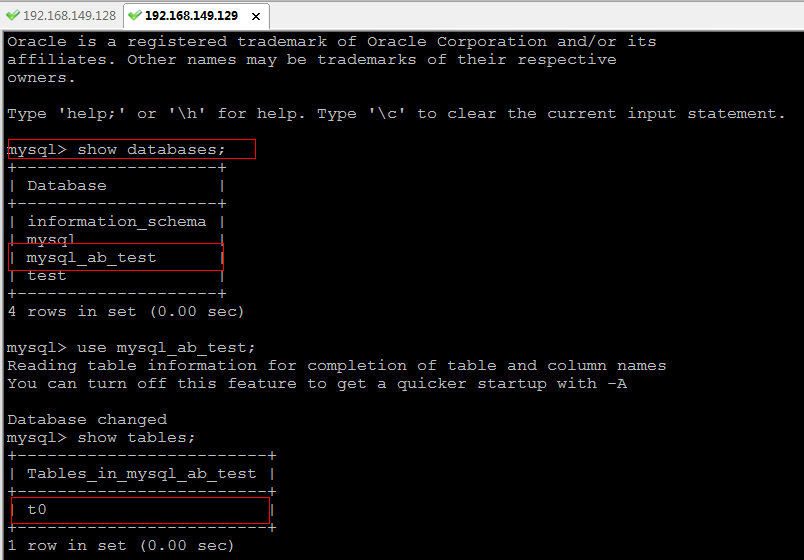 192.168.149.128 192.168.149.129
Oracle is a registered trademark of Oracle Corporation and/or its
affiliates. Other names may be trademarks of their respective
owners.
Type 'help;' or '\h' for help. Type '\c' to clear the current input statement.
mysql> show databases;
+--------------------+
| Database           |
+--------------------+
| information_schema |
| mysql              |
| mysql_ab_test      |
| test               |
+--------------------+
4 rows in set (0.00 sec)
mysql> use mysql_ab_test;
Reading table information for completion of table and column names
You can turn off this feature to get a quicker startup with -A
Database changed
mysql> show tables;
+-------------------------+
| Tables_in_mysql_ab_test |
+-------------------------+
| t0                      |
+-------------------------+
1 row in set (0.00 sec)